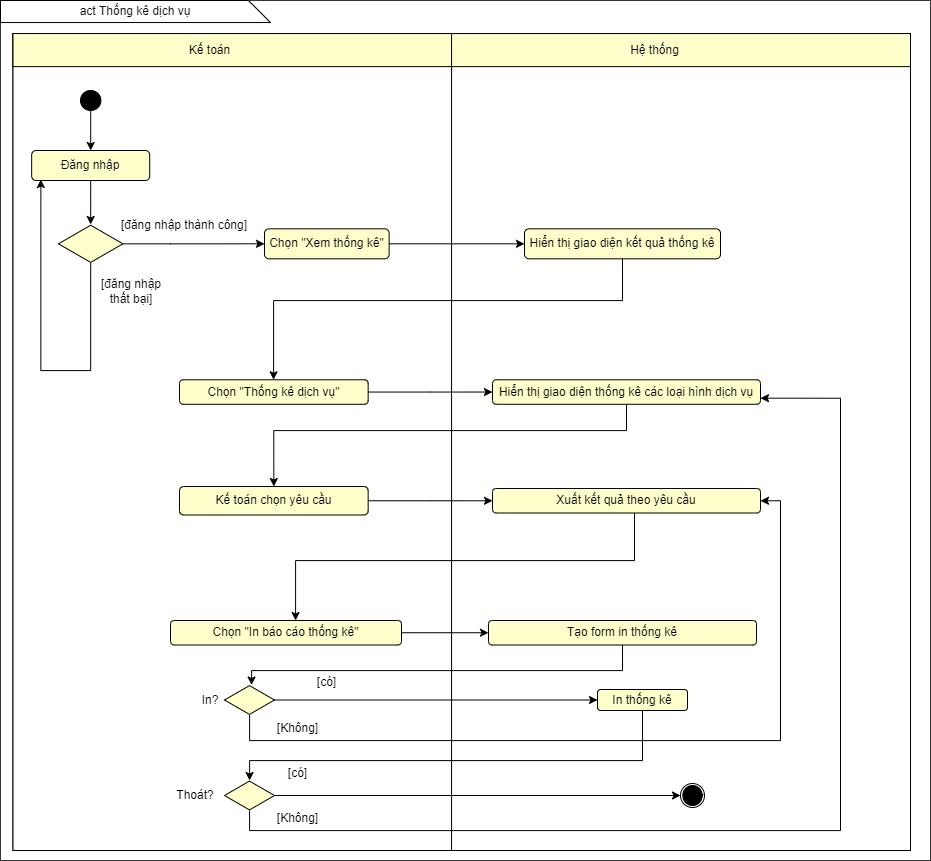 act Thống kê dịch vụ
Kế toán
Hệ thống
Đăng nhập
[đăng nhập thành công]
Chọn "Xem thống kê"
Hiển thị giao diện kết quả thống kê
[đăng nhập
thất bại]
Chọn "Thống kê dịch vụ"
Hiển thị giao diện thống kê các loại hình dịch vụ
Kế toán chọn yêu cầu
Xuất kết quả theo yêu cầu
Chọn "In báo cáo thống kê"
Tạo form in thống kê
[có]
In?
In thống kê
[Không]
[có]
Thoát?
[Không]